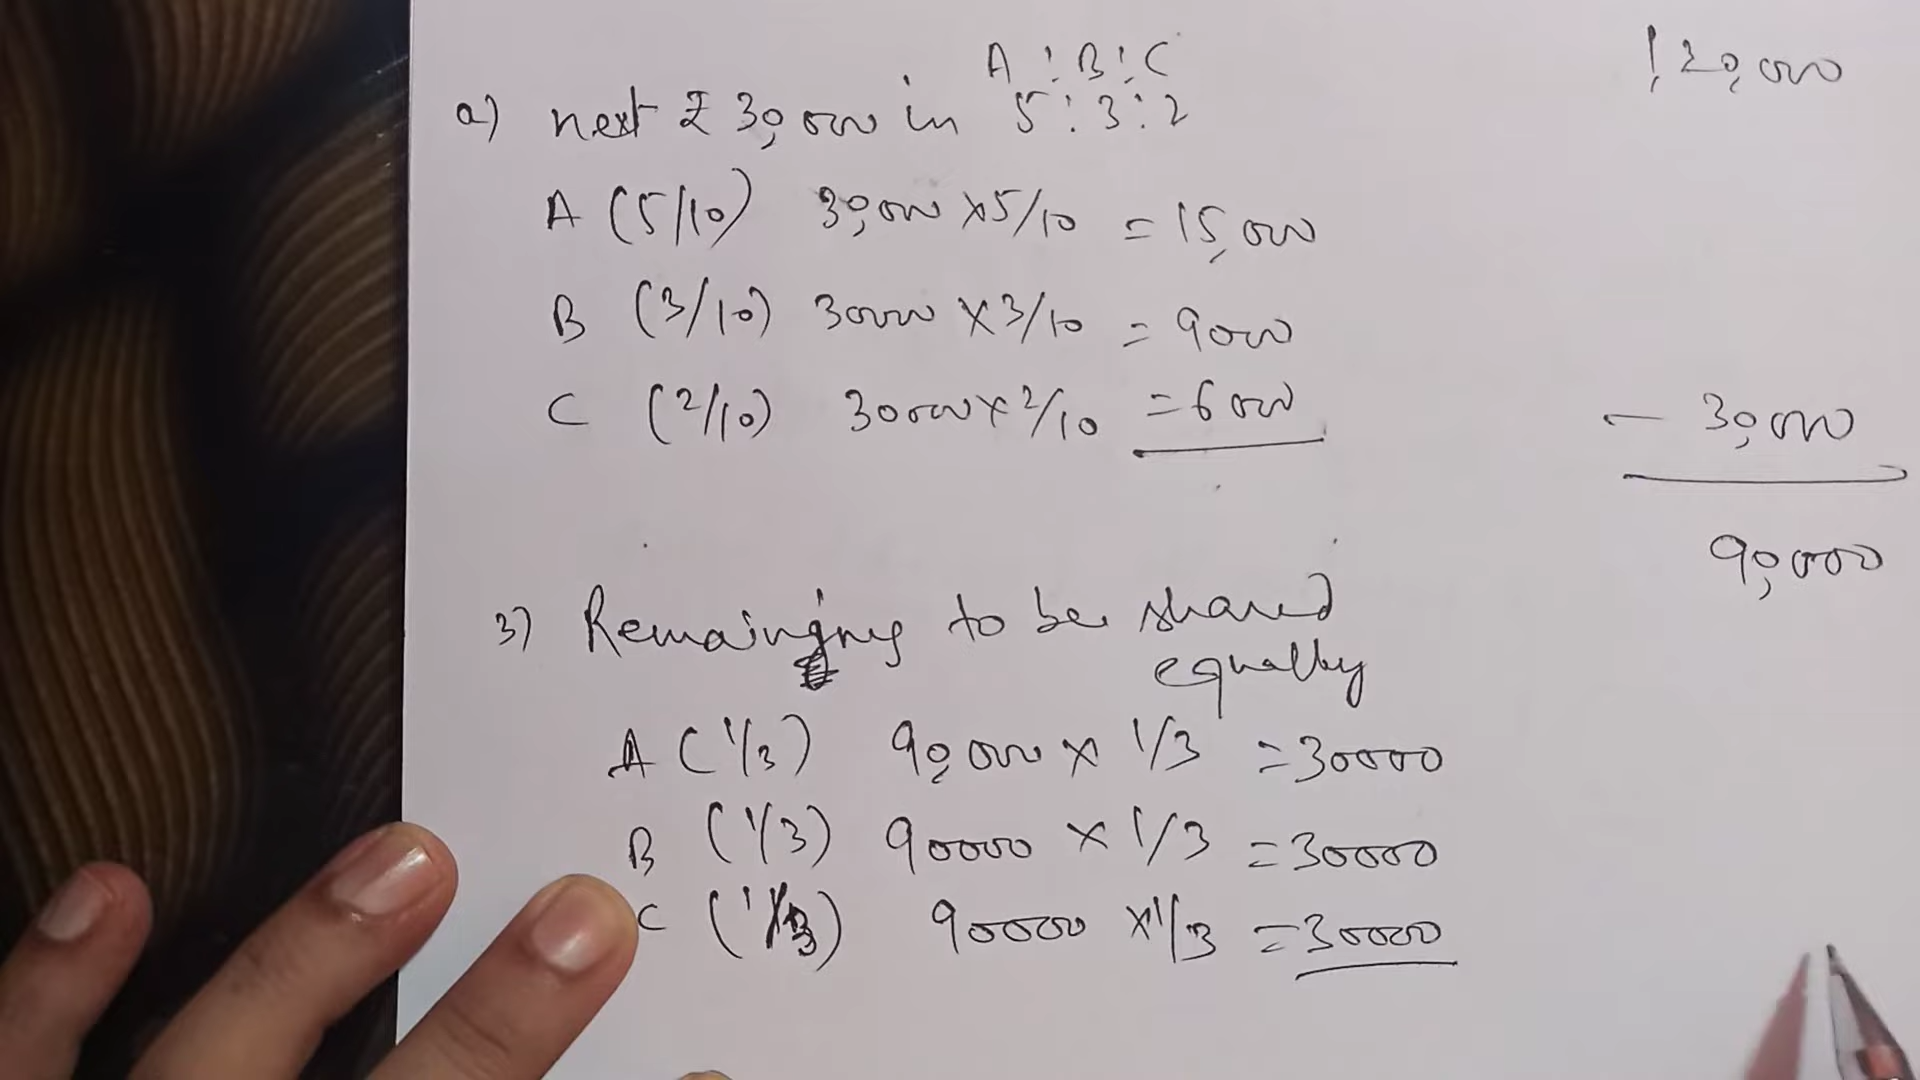 A : B : C
1,20,000
a) next ₹ 30,000 in 5 : 3 : 2
A (5/10) 30,000 x 5/10 = 15,000
B (3/10) 30000 x 3/10 = 9000
C (2/10) 30000 x 2/10 = 6000
- 30,000
90,000
3) Remaining to be shared
equally
A (1/3) 90,000 x 1/3 = 30000
B (1/3) 90000 x 1/3 = 30000
C (1/3) 90000 x 1/3 = 30000